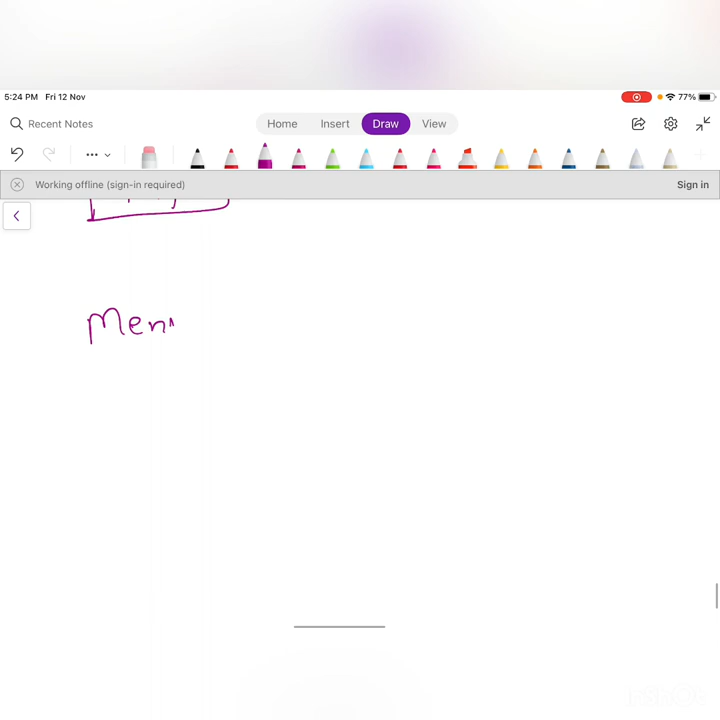 5:24 PM Fri 12 Nov 77%
Recent Notes Home Insert Draw View
Working offline (sign-in required) Sign in
Men